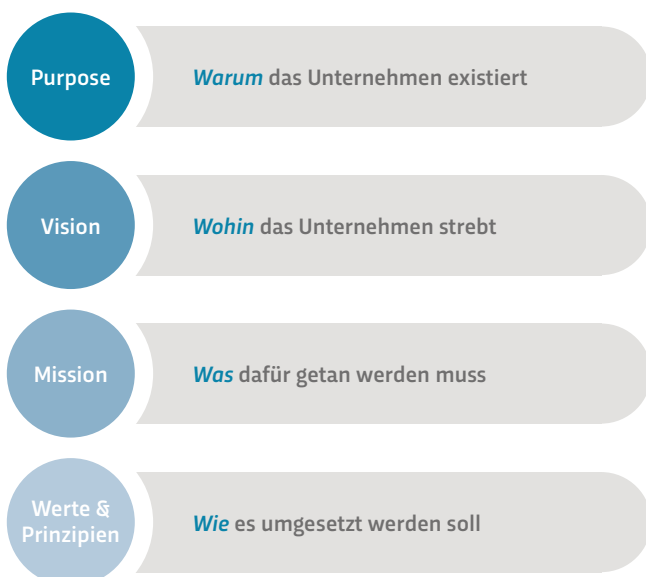 Purpose
Warum das Unternehmen existiert
Vision
Wohin das Unternehmen strebt
Mission
Was dafür getan werden muss
Werte &
Prinzipien
Wie es umgesetzt werden soll